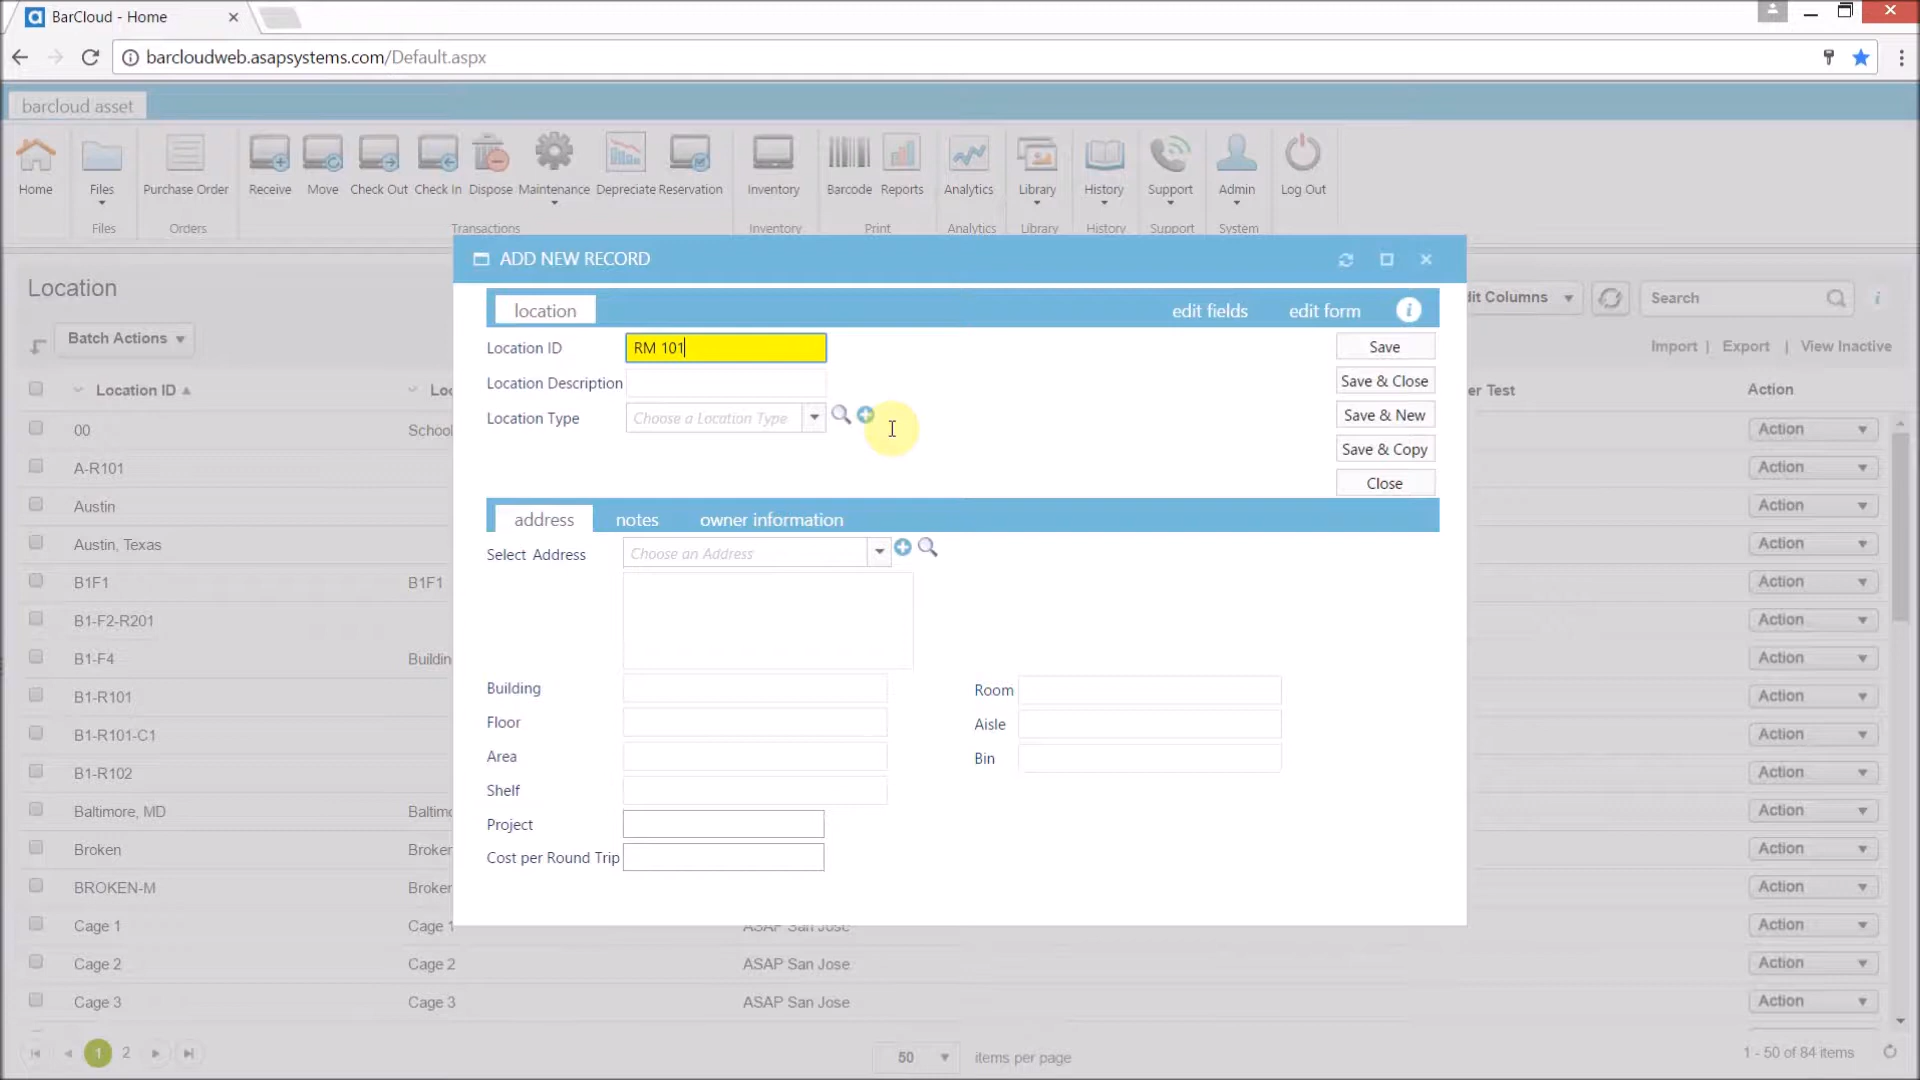 BarCloud - Home
barcloudweb.asapsystems.com/Default.aspx
barcloud asset
Home Files Purchase Order Receive Move Check Out Check In Dispose Maintenance Depreciate Reservation Inventory Barcode Reports Analytics Library History Support Admin Log Out
Files Orders Transactions Inventory Print Analytics Library History Support System
ADD NEW RECORD
Location
dit Columns Search
location edit fields edit form
Batch Actions
Import | Export | View Inactive
Location ID RM 101 Save
Location Description Save & Close
Location Type Choose a Location Type Save & New
Save & Copy
Close
Location ID Loc er Test Action
00 School Action
A-R101 Action
Austin Action
Austin, Texas Action
B1F1 B1F1 Action
B1-F2-R201 Action
B1-F4 Buildin Action
B1-R101 Action
B1-R101-C1 Action
B1-R102 Action
Baltimore, MD Action
Broken Action
BROKEN-M Action
Cage 1 Cage 1 ASAP San Jose Action
Cage 2 Cage 2 ASAP San Jose Action
Cage 3 Cage 3 ASAP San Jose Action
address notes owner information
Select Address Choose an Address
Building Room
Floor Aisle
Area Bin
Shelf
Project
Cost per Round Trip
1 2 50 items per page 1 - 50 of 84 items